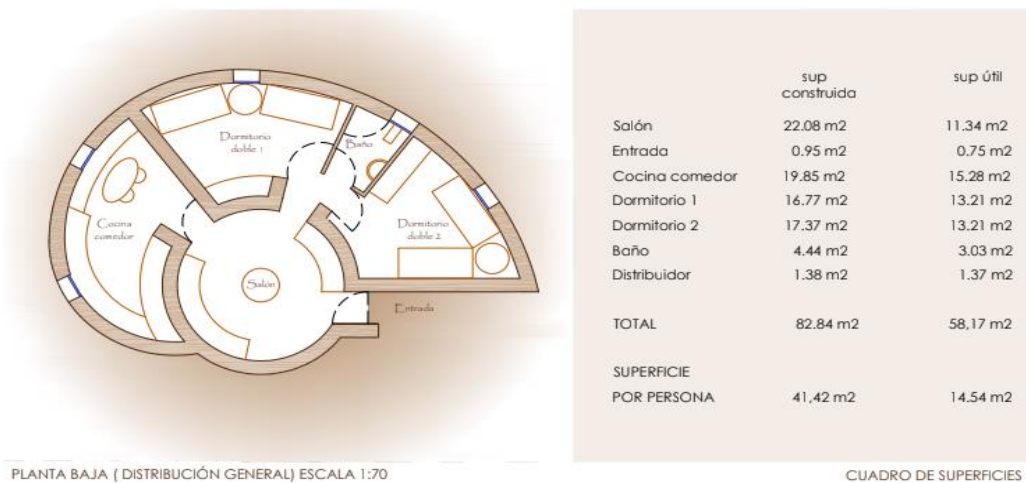 Dormitorio
doble 1
Baño
Cocina
comedor
Dormitorio
doble 2
Salón
Entrada
PLANTA BAJA ( DISTRIBUCIÓN GENERAL) ESCALA 1:70
sup
construida
sup útil
Salón 22.08 m2 11.34 m2
Entrada 0.95 m2 0.75 m2
Cocina comedor 19.85 m2 15.28 m2
Dormitorio 1 16.77 m2 13.21 m2
Dormitorio 2 17.37 m2 13.21 m2
Baño 4.44 m2 3.03 m2
Distribuidor 1.38 m2 1.37 m2
TOTAL 82.84 m2 58,17 m2
SUPERFICIE
POR PERSONA 41,42 m2 14.54 m2
CUADRO DE SUPERFICIES